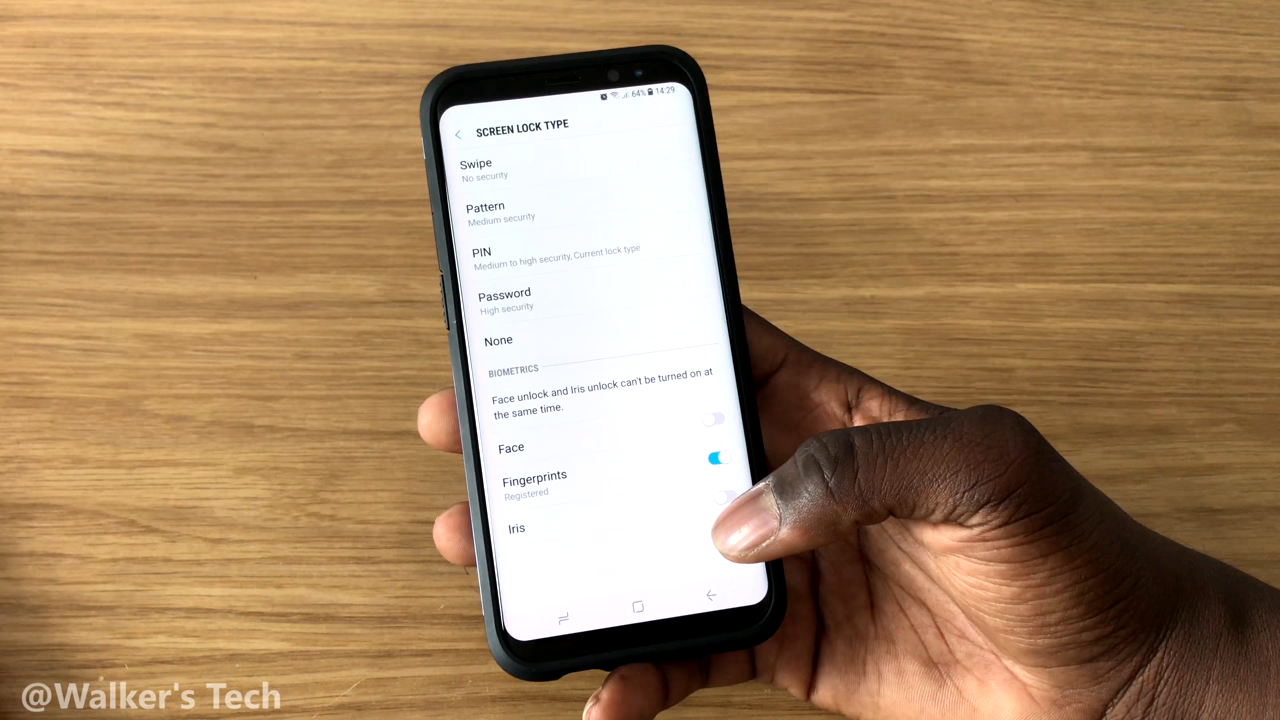 64% 14:29
SCREEN LOCK TYPE
Swipe
No security
Pattern
Medium security
PIN
Medium to high security, Current lock type
Password
High security
None
BIOMETRICS
Face unlock and Iris unlock can't be turned on at
the same time.
Face
Fingerprints
Registered
Iris
@Walker's Tech